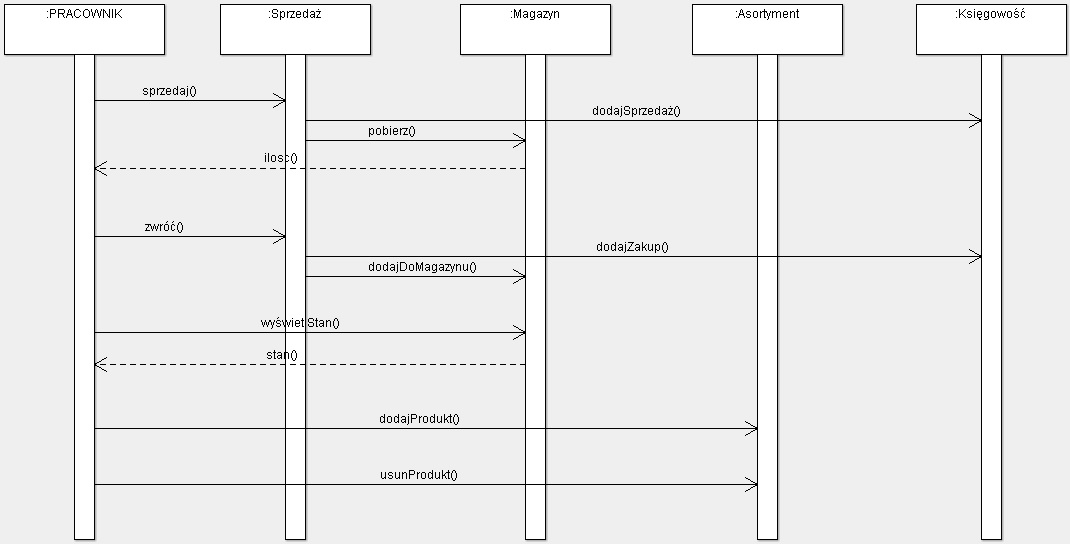 :PRACOWNIK
:Sprzedaż
:Magazyn
:Asortyment
:Księgowość
sprzedaj()
dodajSprzedaż()
pobierz()
ilosc()
zwróć()
dodajZakup()
dodajDoMagazynu()
wyświetlStan()
stan()
dodajProdukt()
usunProdukt()